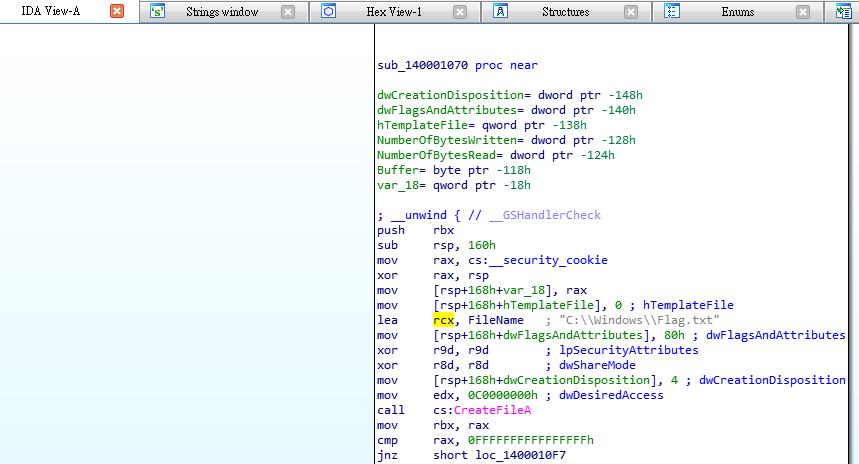 IDA View-A Strings window Hex View-1 Structures Enums
sub_140001070 proc near
dwCreationDisposition= dword ptr -148h
dwFlagsAndAttributes= dword ptr -140h
hTemplateFile= qword ptr -138h
NumberOfBytesWritten= dword ptr -128h
NumberOfBytesRead= dword ptr -124h
Buffer= byte ptr -118h
var_18= qword ptr -18h
; __unwind { // __GSHandlerCheck
push rbx
sub rsp, 160h
mov rax, cs:__security_cookie
xor rax, rsp
mov [rsp+168h+var_18], rax
mov [rsp+168h+hTemplateFile], 0 ; hTemplateFile
lea rcx, FileName ; "C:\\Windows\\Flag.txt"
mov [rsp+168h+dwFlagsAndAttributes], 80h ; dwFlagsAndAttributes
xor r9d, r9d ; lpSecurityAttributes
xor r8d, r8d ; dwShareMode
mov [rsp+168h+dwCreationDisposition], 4 ; dwCreationDisposition
mov edx, 0C0000000h ; dwDesiredAccess
call cs:CreateFileA
mov rbx, rax
cmp rax, 0FFFFFFFFFFFFFFFFh
jnz short loc_1400010F7